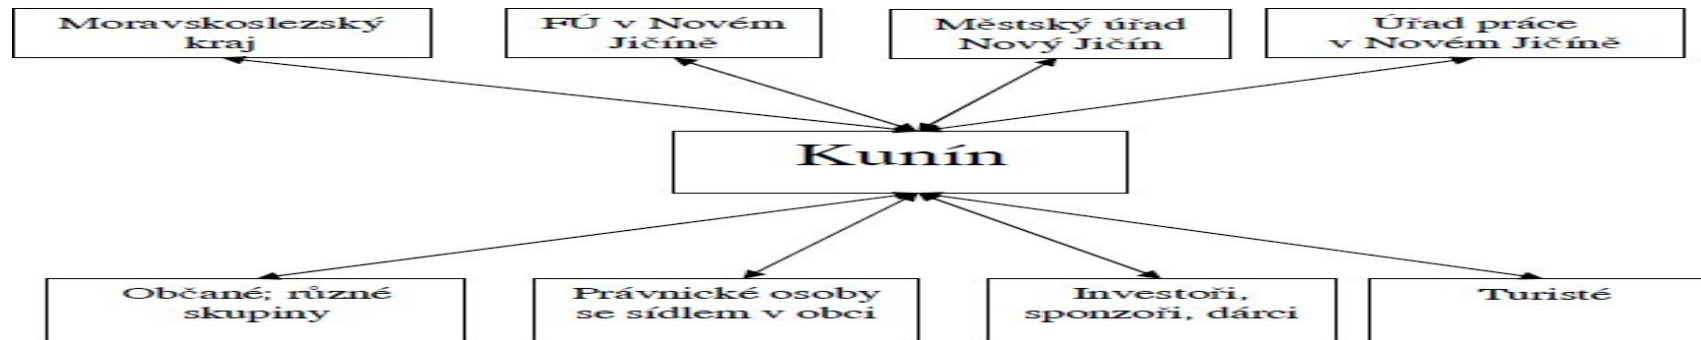 Moravskoslezský
kraj
FÚ v Novém
Jičíně
Městský úřad
Nový Jičín
Úřad práce
v Novém Jičíně
Kunín
Občané; různé
skupiny
Právnické osoby
se sídlem v obci
Investoři,
sponzoři, dárci
Turisté